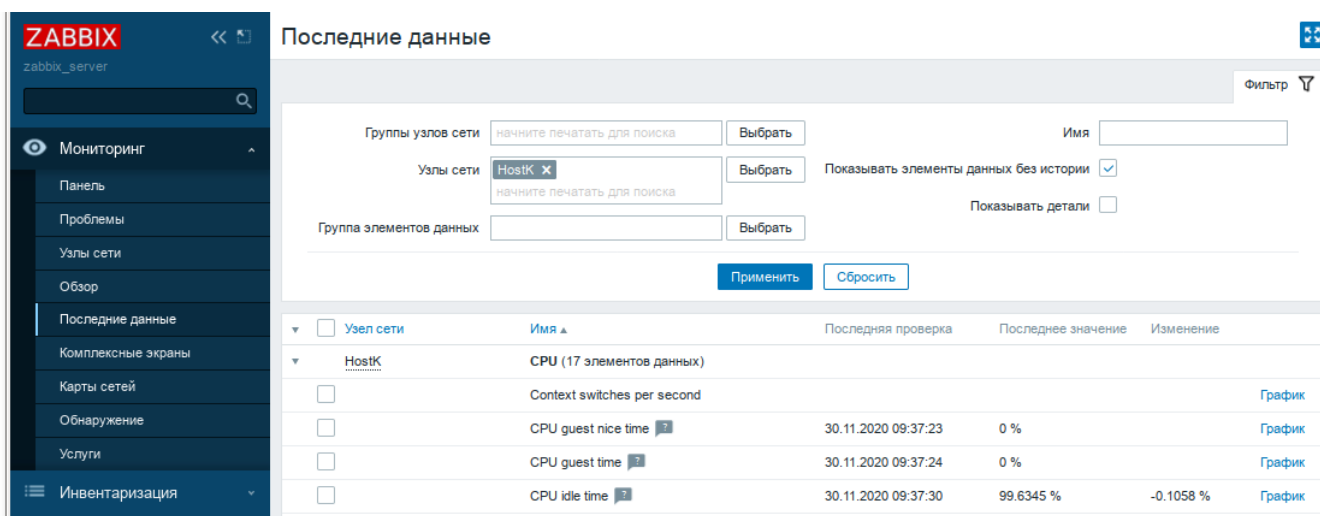 ZABBIX
Последние данные
zabbix_server
Фильтр
Группы узлов сети начните печатать для поиска Выбрать Имя
Мониторинг
Узлы сети HostK Выбрать Показывать элементы данных без истории
начните печатать для поиска
Панель
Показывать детали
Проблемы
Группа элементов данных Выбрать
Узлы сети
Применить Сбросить
Обзор
Последние данные
Узел сети Имя Последняя проверка Последнее значение Изменение
Комплексные экраны
HostK CPU (17 элементов данных)
Карты сетей
Context switches per second График
Обнаружение
CPU guest nice time ? 30.11.2020 09:37:23 0 % График
Услуги
CPU guest time ? 30.11.2020 09:37:24 0 % График
Инвентаризация
CPU idle time ? 30.11.2020 09:37:30 99.6345 % -0.1058 % График